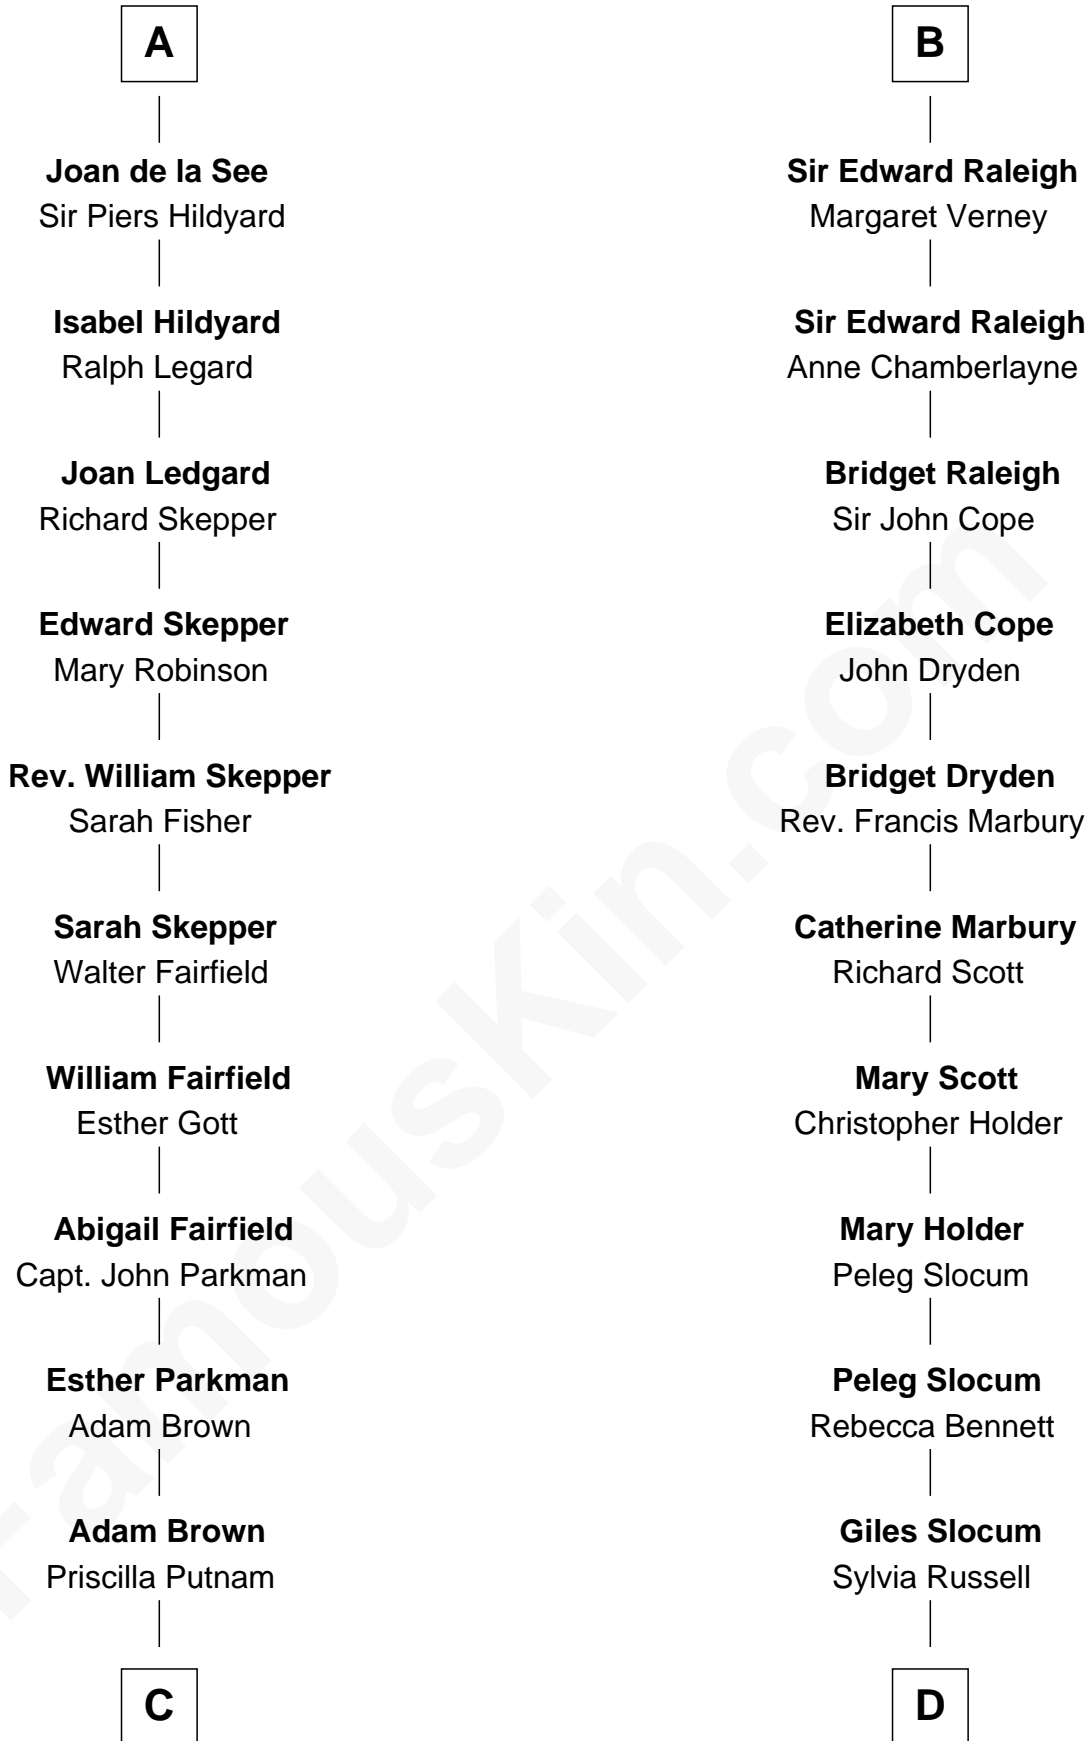 A
Joan de la See
Sir Piers Hildyard
Isabel Hildyard
Ralph Legard
Joan Ledgard
Richard Skepper
Edward Skepper
Mary Robinson
Rev. William Skepper
Sarah Fisher
Sarah Skepper
Walter Fairfield
William Fairfield
Esther Gott
Abigail Fairfield
Capt. John Parkman
Esther Parkman
Adam Brown
Adam Brown
Priscilla Putnam
C
B
Sir Edward Raleigh
Margaret Verney
Sir Edward Raleigh
Anne Chamberlayne
Bridget Raleigh
Sir John Cope
Elizabeth Cope
John Dryden
Bridget Dryden
Rev. Francis Marbury
Catherine Marbury
Richard Scott
Mary Scott
Christopher Holder
Mary Holder
Peleg Slocum
Peleg Slocum
Rebecca Bennett
Giles Slocum
Sylvia Russell
D
FamousKin.com